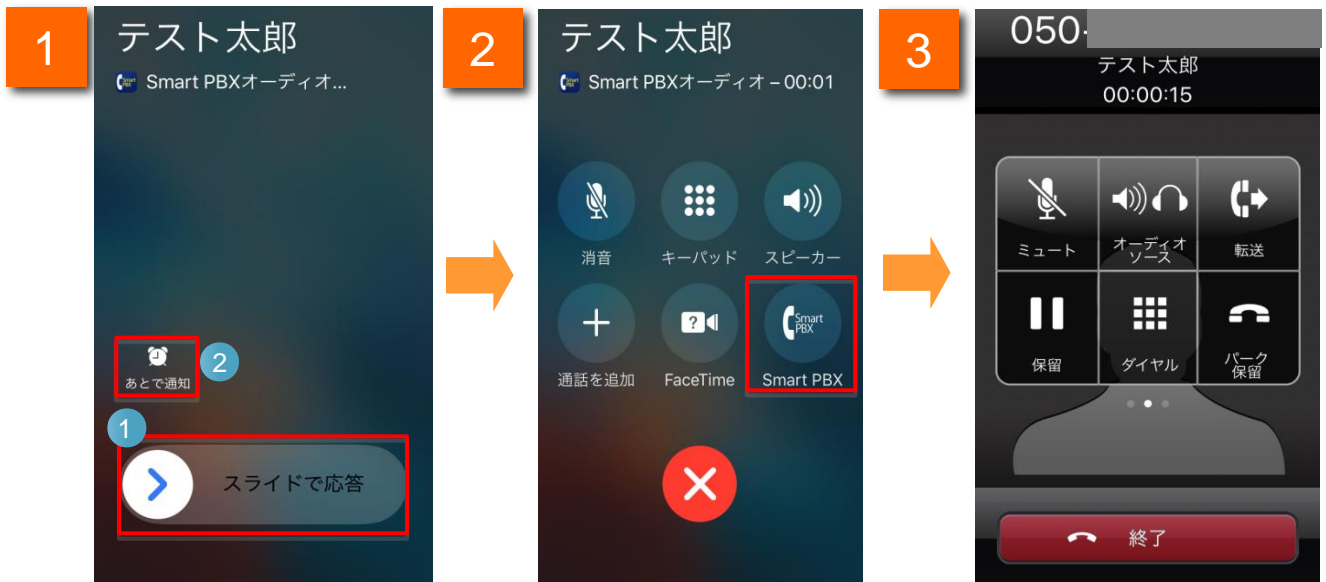 1
テスト太郎
Smart PBXオーディオ...
あとで通知
2
1
スライドで応答
2
テスト太郎
Smart PBXオーディオ – 00:01
消音
キーパッド
スピーカー
Smart
PBX
通話を追加
FaceTime
Smart PBX
3
050-
テスト太郎
00:00:15
ミュート
オーディオ
ソース
転送
保留
ダイヤル
パーク
保留
終了